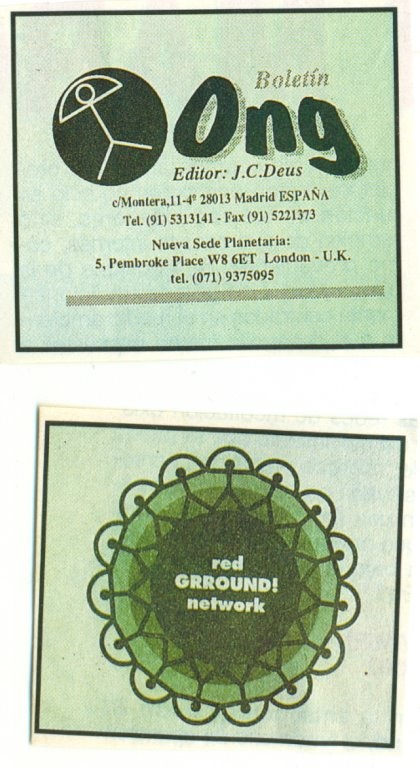 Boletín
Ong
Editor: J.C.Deus
c/Montera,11-4º 28013 Madrid ESPAÑA
Tel. (91) 5313141 - Fax (91) 5221373
Nueva Sede Planetaria:
5, Pembroke Place W8 6ET London - U.K.
tel. (071) 9375095
red
GRROUND!
network